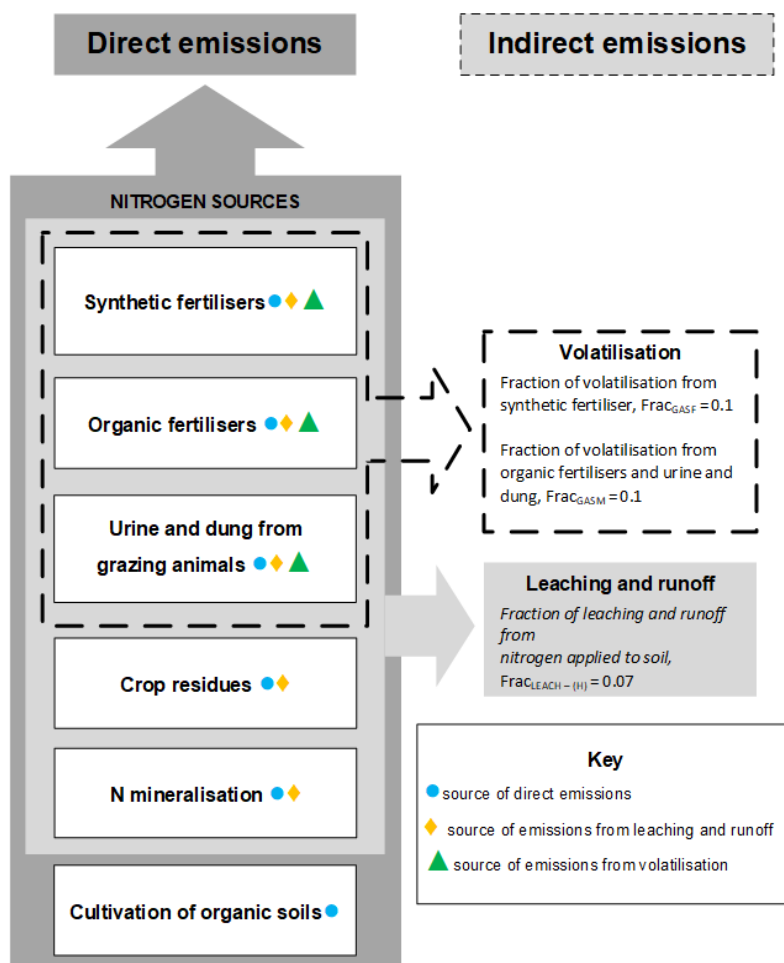 Direct emissions
Indirect emissions
NITROGEN SOURCES
Synthetic fertilisers
Organic fertilisers
Urine and dung from
grazing animals
Crop residues
N mineralisation
Cultivation of organic soils
Volatilisation
Fraction of volatilisation from
synthetic fertiliser, FracGASF = 0.1
Fraction of volatilisation from
organic fertilisers and urine and
dung, FracGASM = 0.1
Leaching and runoff
Fraction of leaching and runoff
from
nitrogen applied to soil,
FracLEACH – (H) = 0.07
Key
source of direct emissions
source of emissions from leaching and runoff
source of emissions from volatilisation